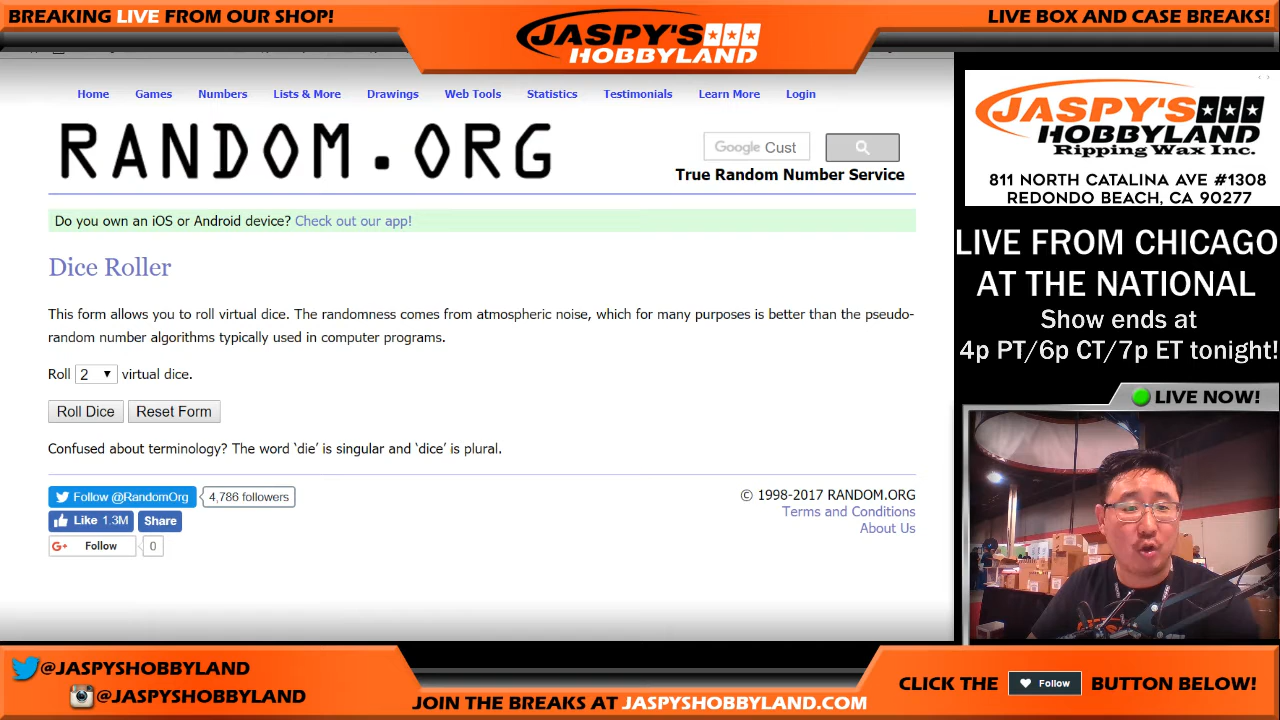 BREAKING LIVE FROM OUR SHOP!
JASPY'S
HOBBYLAND
LIVE BOX AND CASE BREAKS!
Home Games Numbers Lists & More Drawings Web Tools Statistics Testimonials Learn More Login
RANDOM.ORG
Google Cust
True Random Number Service
Do you own an iOS or Android device? Check out our app!
Dice Roller
This form allows you to roll virtual dice. The randomness comes from atmospheric noise, which for many purposes is better than the pseudo-
random number algorithms typically used in computer programs.
Roll 2 virtual dice.
Roll Dice Reset Form
Confused about terminology? The word ‘die’ is singular and ‘dice’ is plural.
Follow @RandomOrg 4,786 followers
Like 1.3M Share
G+ Follow 0
© 1998-2017 RANDOM.ORG
Terms and Conditions
About Us
JASPY'S
HOBBYLAND
Ripping Wax Inc.
811 NORTH CATALINA AVE #1308
REDONDO BEACH, CA 90277
LIVE FROM CHICAGO
AT THE NATIONAL
Show ends at
4p PT/6p CT/7p ET tonight!
LIVE NOW!
@JASPYSHOBBYLAND
@JASPYSHOBBYLAND
JOIN THE BREAKS AT JASPYSHOBBYLAND.COM
CLICK THE Follow BUTTON BELOW!